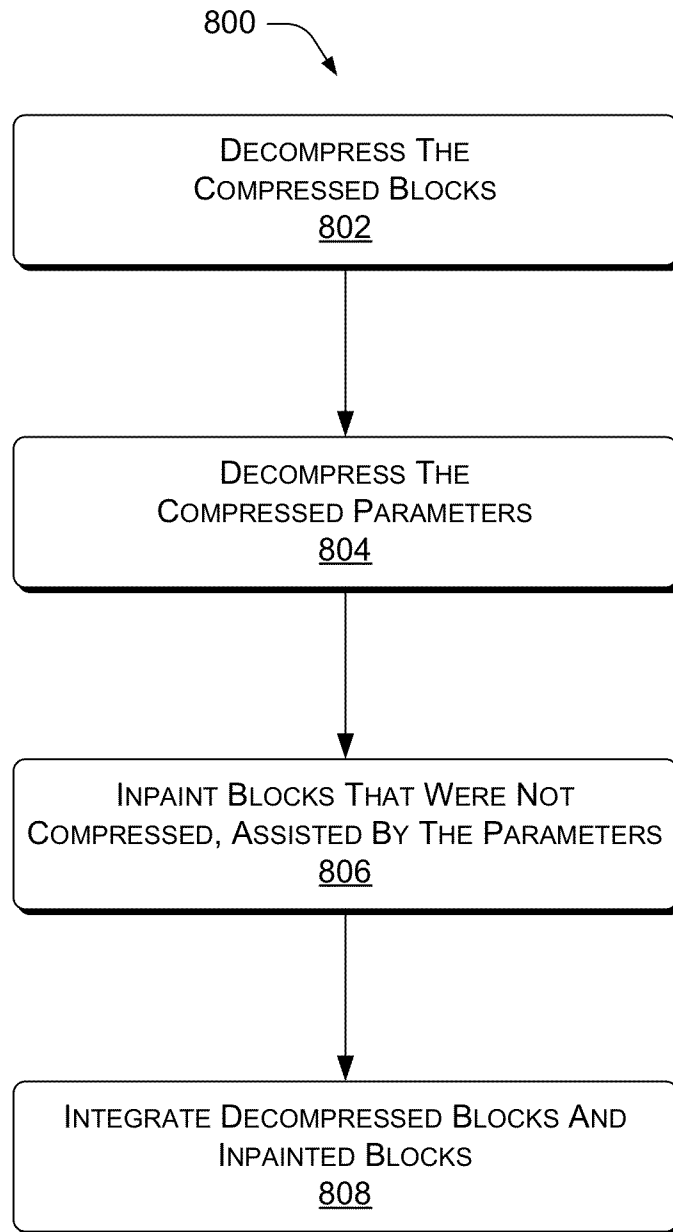 800
DECOMPRESS THE
COMPRESSED BLOCKS
802
DECOMPRESS THE
COMPRESSED PARAMETERS
804
INPAINT BLOCKS THAT WERE NOT
COMPRESSED, ASSISTED BY THE PARAMETERS
806
INTEGRATE DECOMPRESSED BLOCKS AND
INPAINTED BLOCKS
808